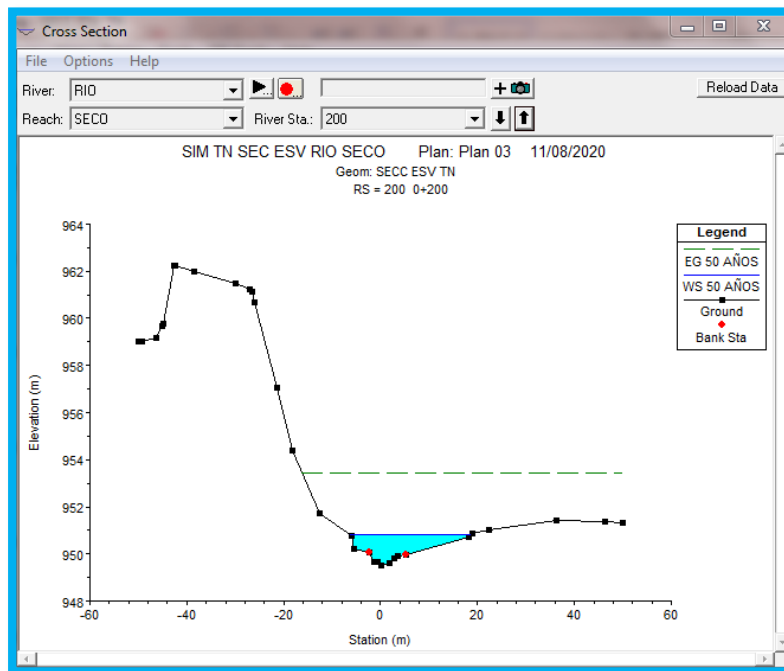 Cross Section
File Options Help
River: RIO
Reload Data
Reach: SECO River Sta.: 200
SIM TN SEC ESV RIO SECO Plan: Plan 03 11/08/2020
Geom: SECC ESV TN
RS = 200 0+200
964
962
960
958
956
954
952
950
948
Elevation (m)
-60 -40 -20 0 20 40 60
Station (m)
Legend
EG 50 AÑOS
WS 50 AÑOS
Ground
Bank Sta